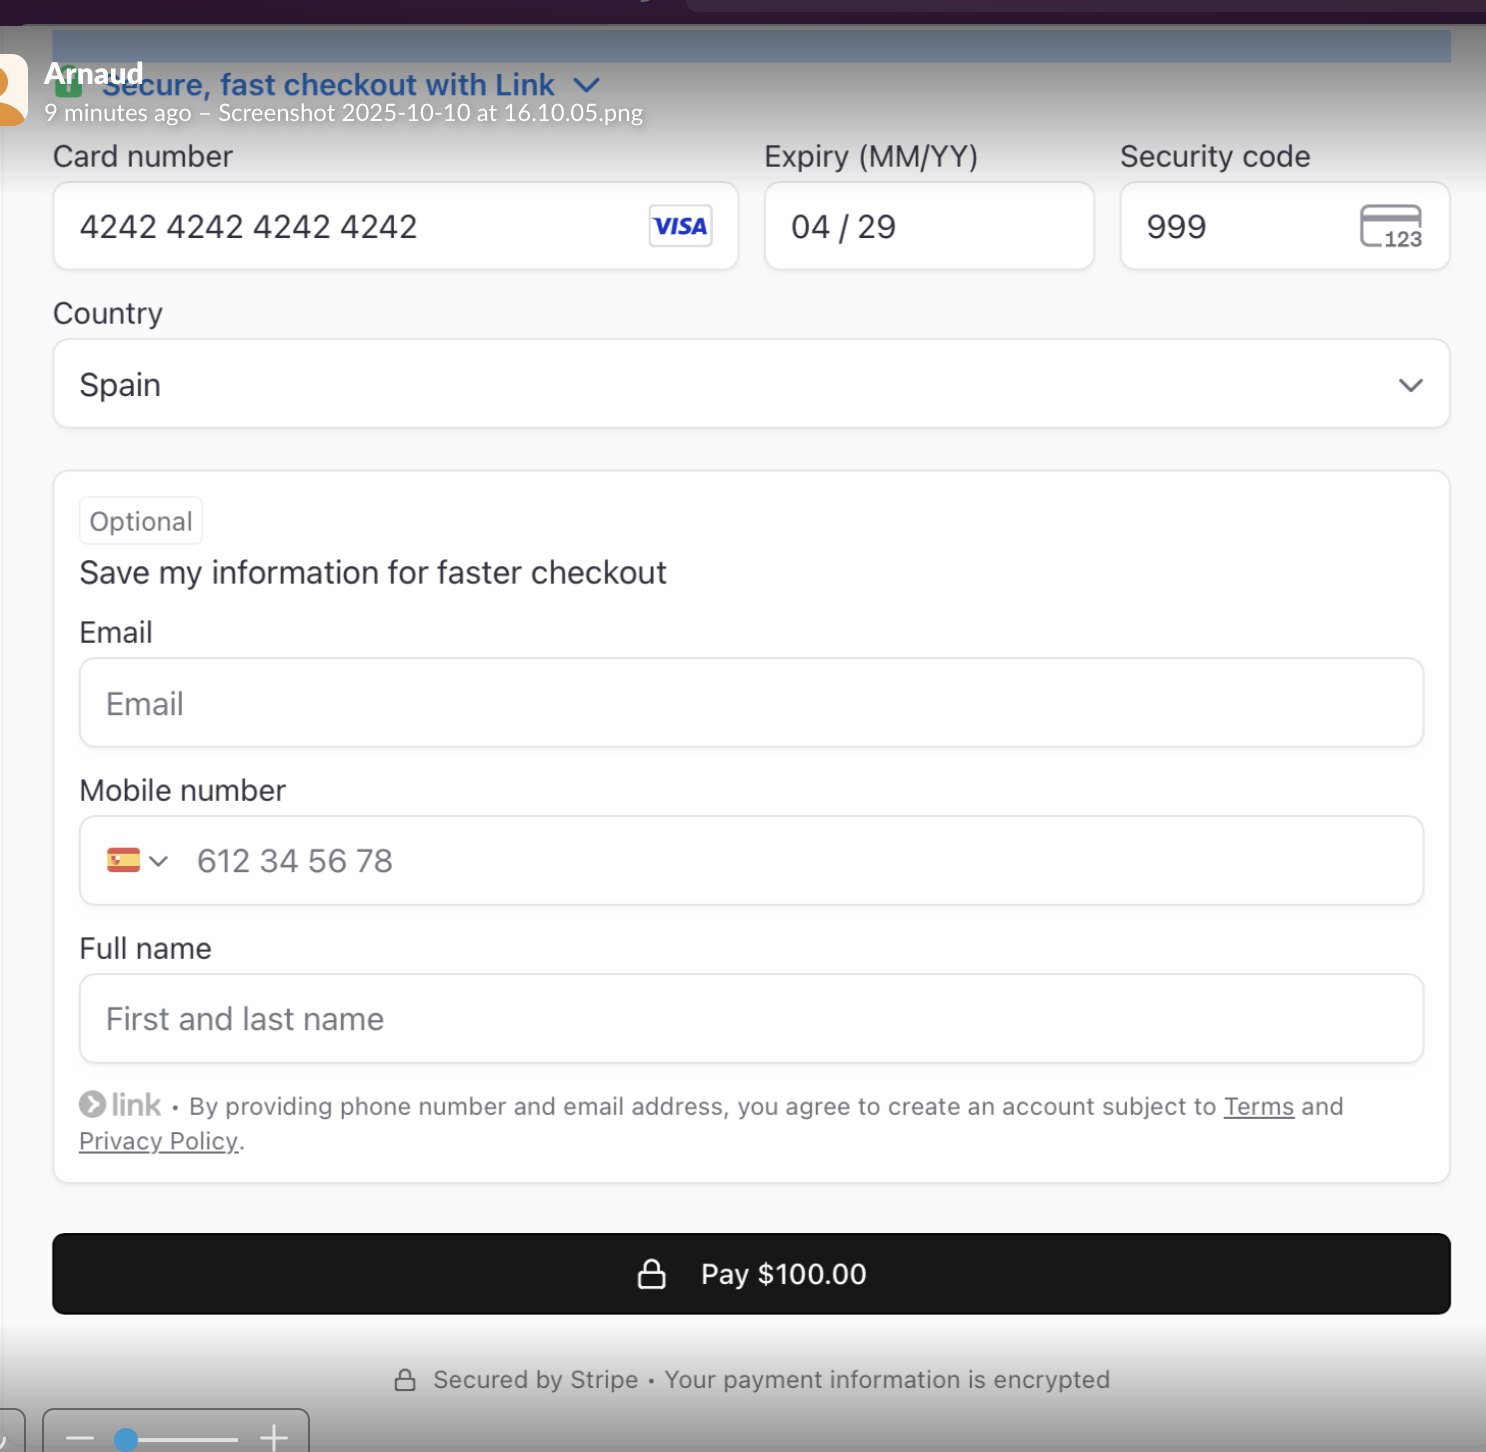 Arnaud
Secure, fast checkout with Link
9 minutes ago – Screenshot 2025-10-10 at 16.10.05.png
Card number
Expiry (MM/YY)
Security code
4242 4242 4242 4242
VISA
04 / 29
999
123
Country
Spain
Optional
Save my information for faster checkout
Email
Email
Mobile number
612 34 56 78
Full name
First and last name
link • By providing phone number and email address, you agree to create an account subject to Terms and
Privacy Policy.
Pay $100.00
Secured by Stripe • Your payment information is encrypted